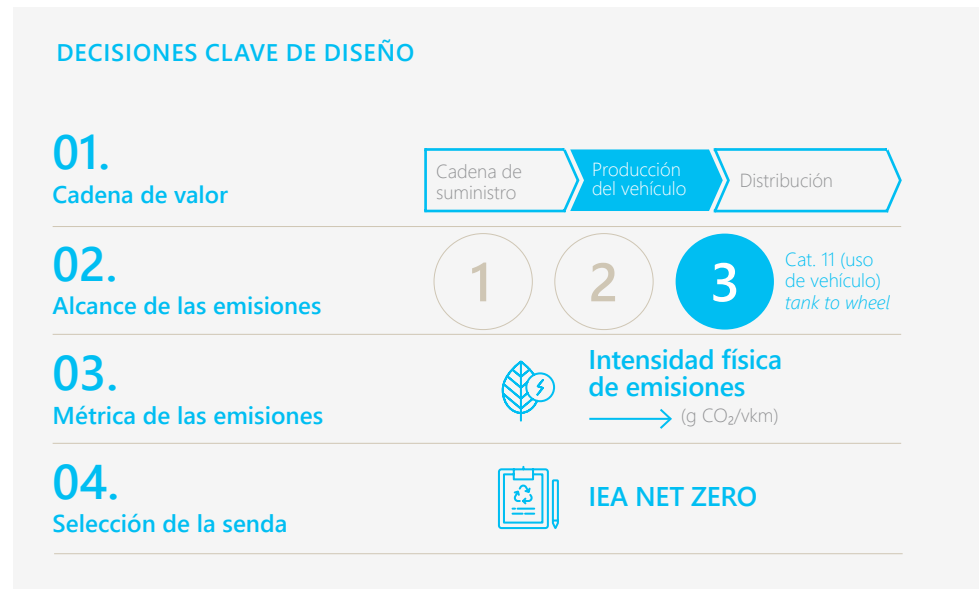 DECISIONES CLAVE DE DISEÑO
01.
Cadena de valor
Cadena de
suministro
Producción
del vehículo
Distribución
02.
Alcance de las emisiones
1
2
3
Cat. 11 (uso
de vehículo)
tank to wheel
03.
Métrica de las emisiones
Intensidad física
de emisiones
(g CO₂/vkm)
04.
Selección de la senda
IEA NET ZERO